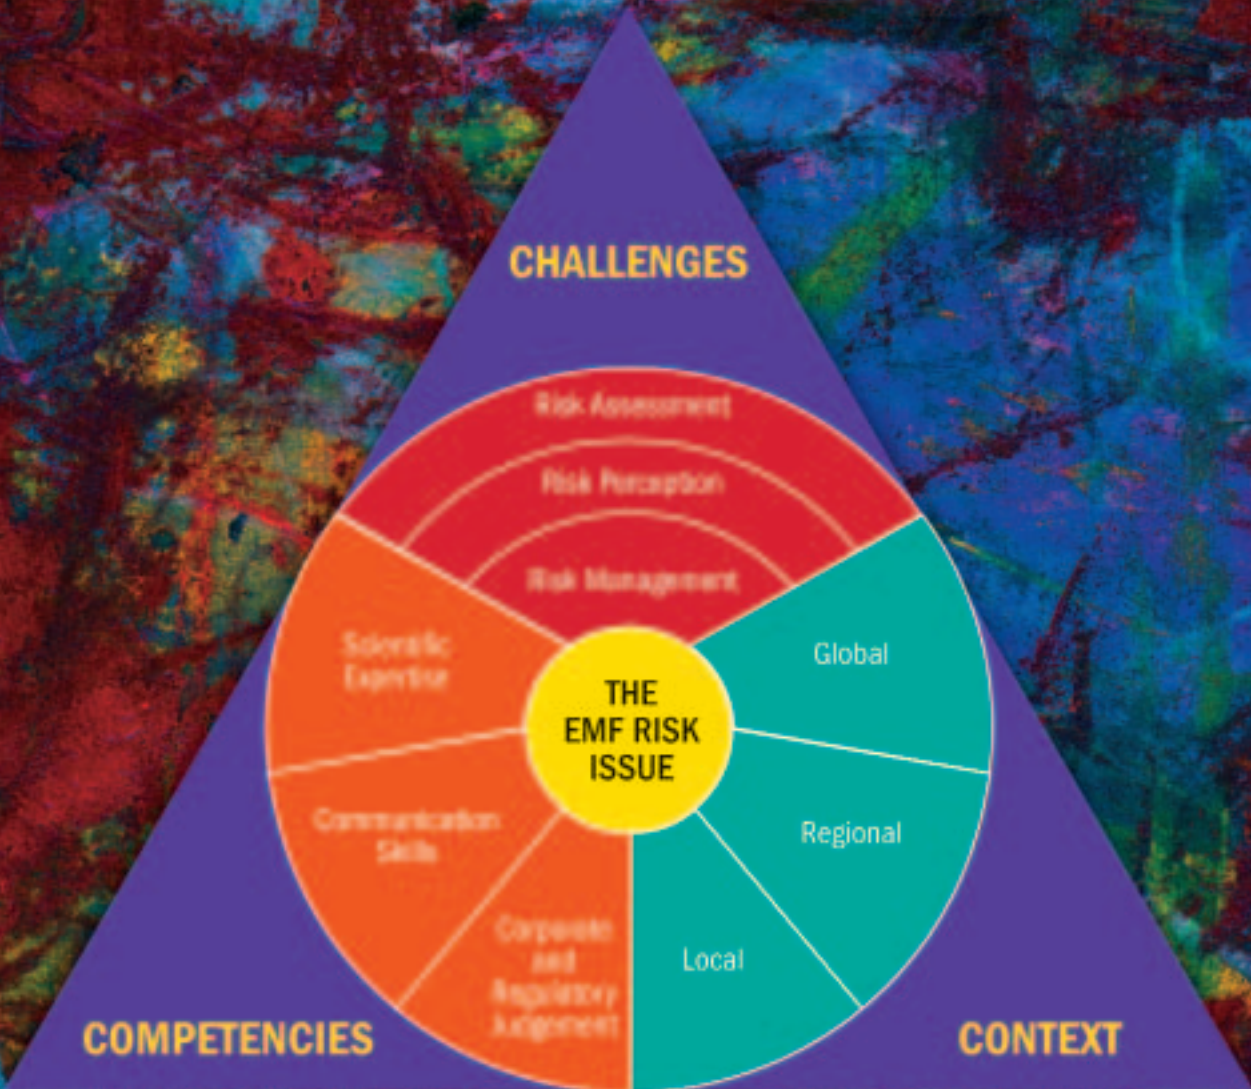 CHALLENGES
Risk Assessment
Risk Perception
Risk Management
Scientific
Expertise
Global
THE
EMF RISK
ISSUE
Communication
Skills
Regional
Corporate
and
Regulatory
Judgement
Local
COMPETENCIES
CONTEXT